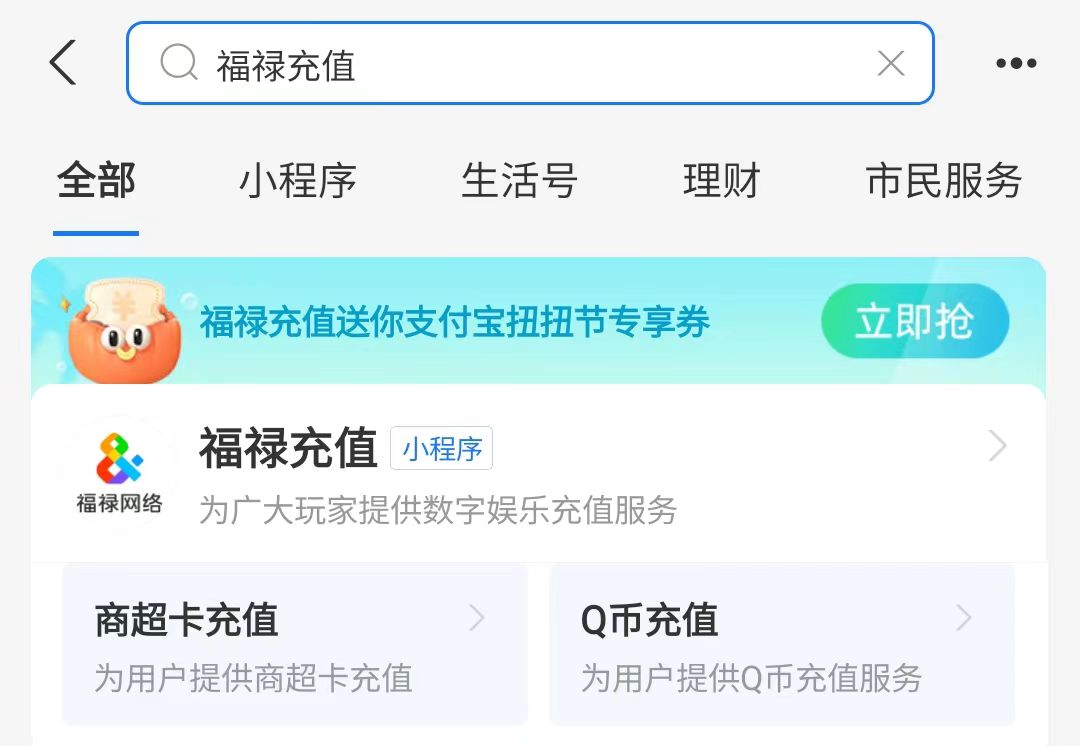 福禄充值
全部 小程序 生活号 理财 市民服务
福禄充值送你支付宝扭扭节专享券 立即抢
福禄充值 小程序
福禄网络
为广大玩家提供数字娱乐充值服务
商超卡充值 Q币充值
为用户提供商超卡充值 为用户提供Q币充值服务